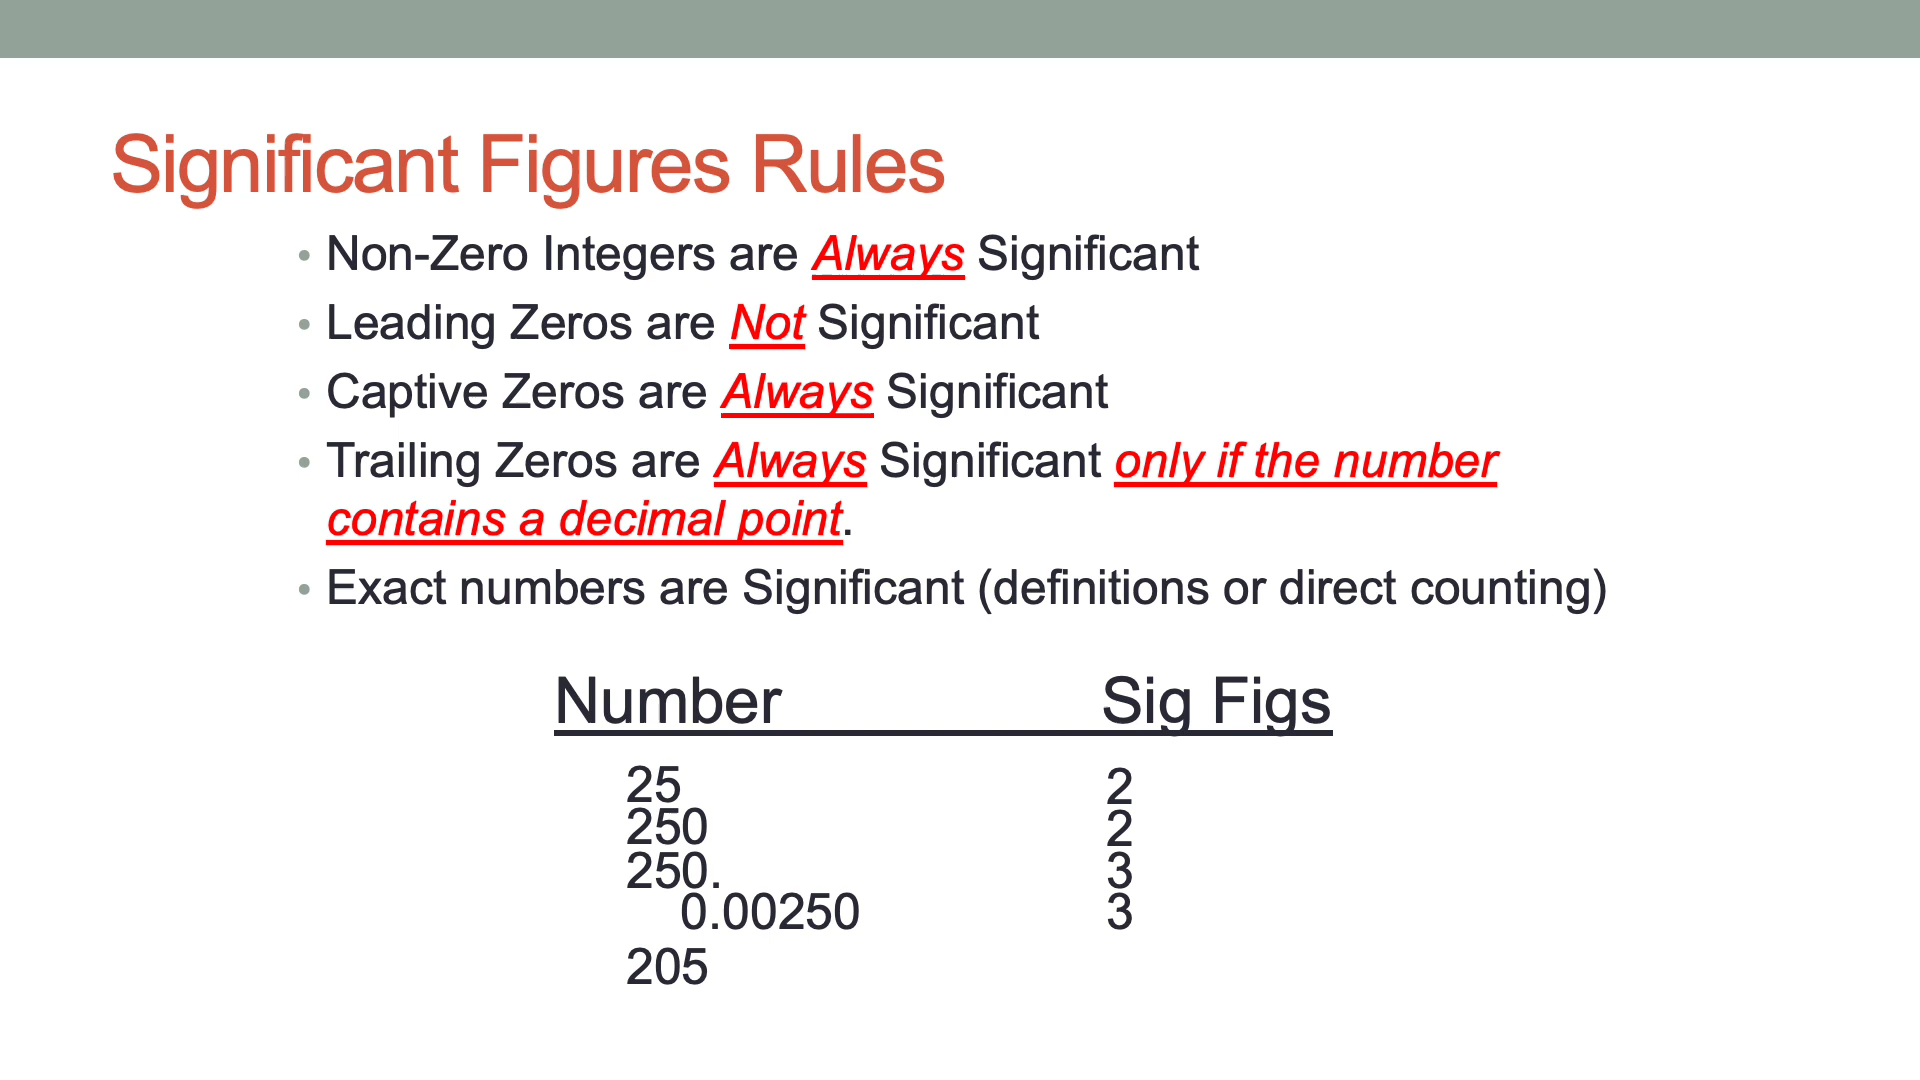 Significant Figures Rules
• Non-Zero Integers are Always Significant
• Leading Zeros are Not Significant
• Captive Zeros are Always Significant
• Trailing Zeros are Always Significant only if the number
contains a decimal point.
• Exact numbers are Significant (definitions or direct counting)
Number Sig Figs
25 2
250 2
250. 3
0.00250 3
205